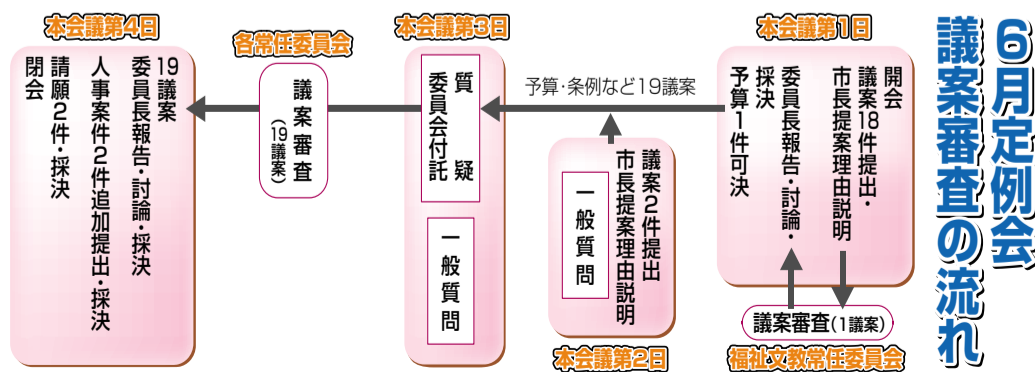 6月定例会
議案審査の流れ
本会議第1日
開会
議案18件提出・
市長提案理由説明
委員長報告・討論・
採決
予算1件可決
議案審査(1議案)
福祉文教常任委員会
予算・条例など19議案
議案2件提出
市長提案理由説明
一般質問
本会議第2日
本会議第3日
質疑
委員会付託
一般質問
各常任委員会
議案審査
(19議案)
本会議第4日
19議案
委員長報告・討論・採決
人事案件2件追加提出・採決
請願2件・採決
閉会